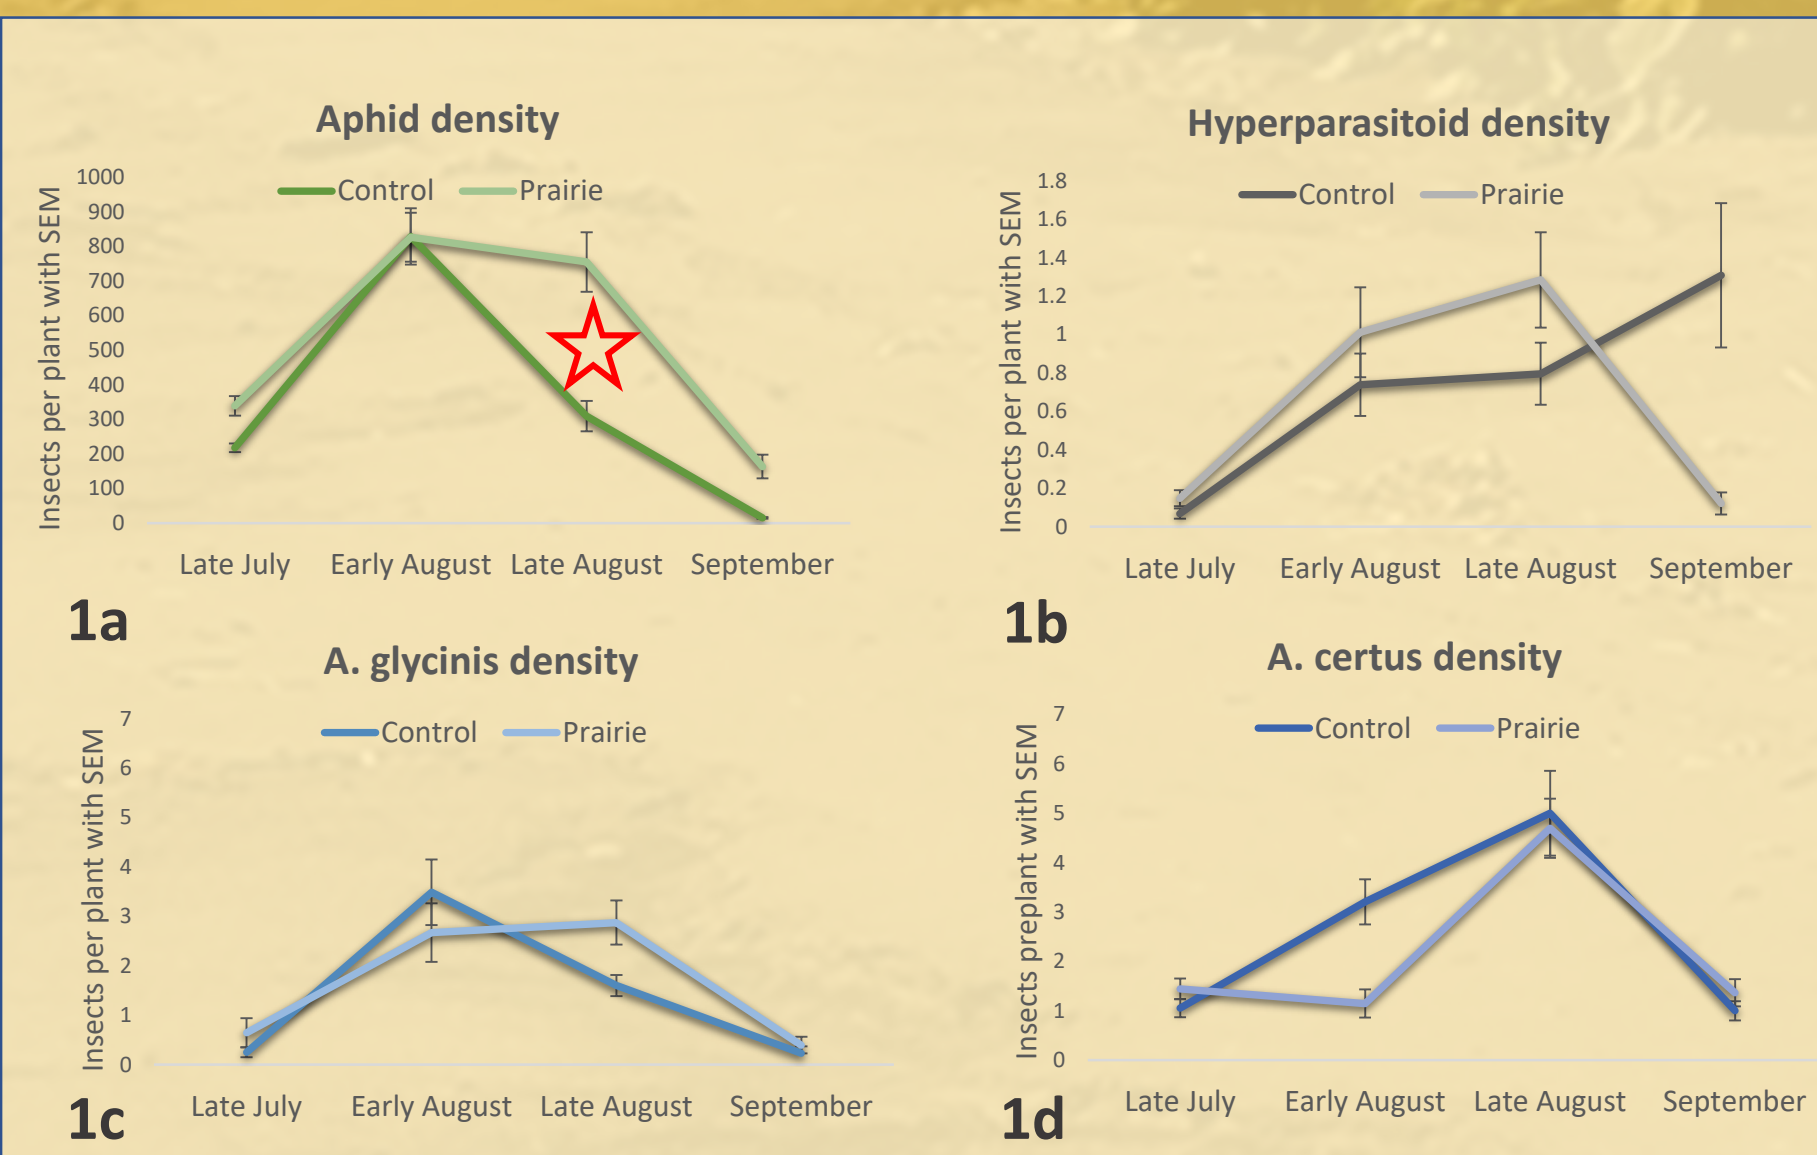 Aphid density
Control Prairie
Insects per plant with SEM
1000
900
800
700
600
500
400
300
200
100
0
Late July Early August Late August September
1a
Hyperparasitoid density
Control Prairie
Insects per plant with SEM
1.8
1.6
1.4
1.2
1
0.8
0.6
0.4
0.2
0
Late July Early August Late August September
1b
A. glycinis density
Control Prairie
Insects per plant with SEM
7
6
5
4
3
2
1
0
Late July Early August Late August September
1c
A. certus density
Control Prairie
Insects preplant with SEM
7
6
5
4
3
2
1
0
Late July Early August Late August September
1d